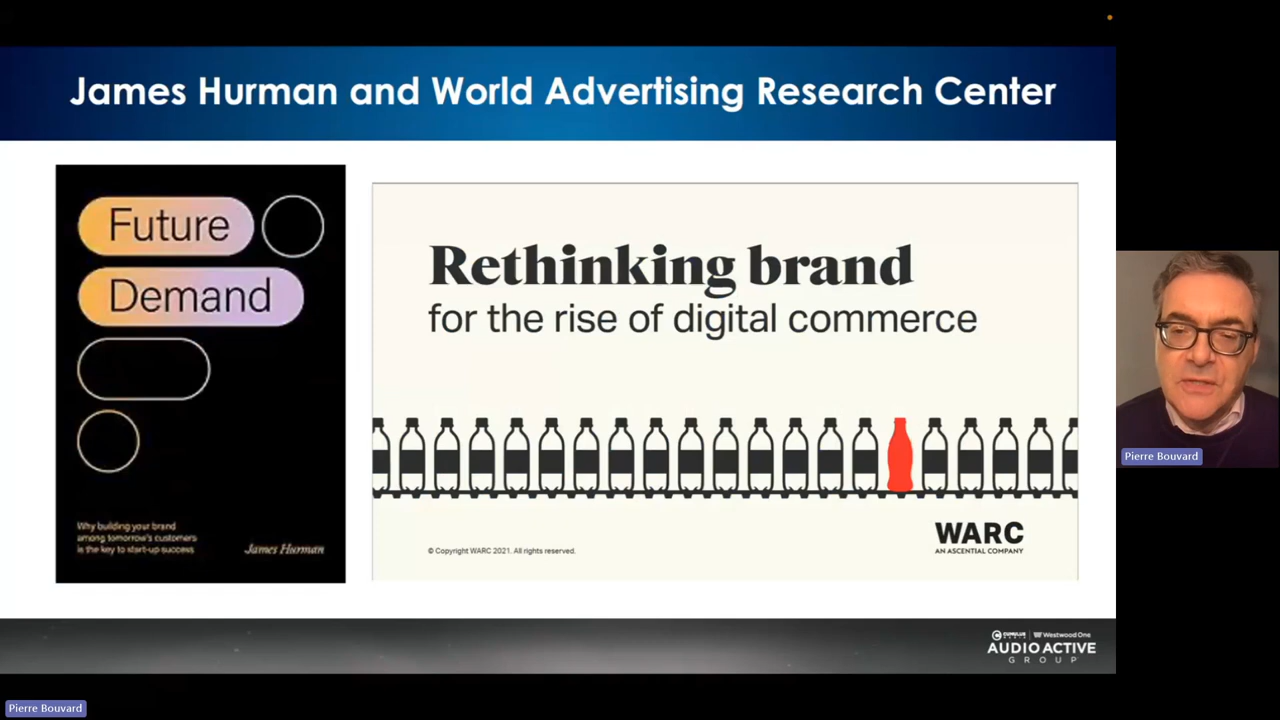 James Hurman and World Advertising Research Center
Future
Demand
Why building your brand
among tomorrow's customers
is the key to start-up success
James Hurman
Rethinking brand
for the rise of digital commerce
© Copyright WARC 2021. All rights reserved.
WARC
AN ASCENTIAL COMPANY
Pierre Bouvard
CUMULUS MEDIA | Westwood One
AUDIO ACTIVE
GROUP
Pierre Bouvard